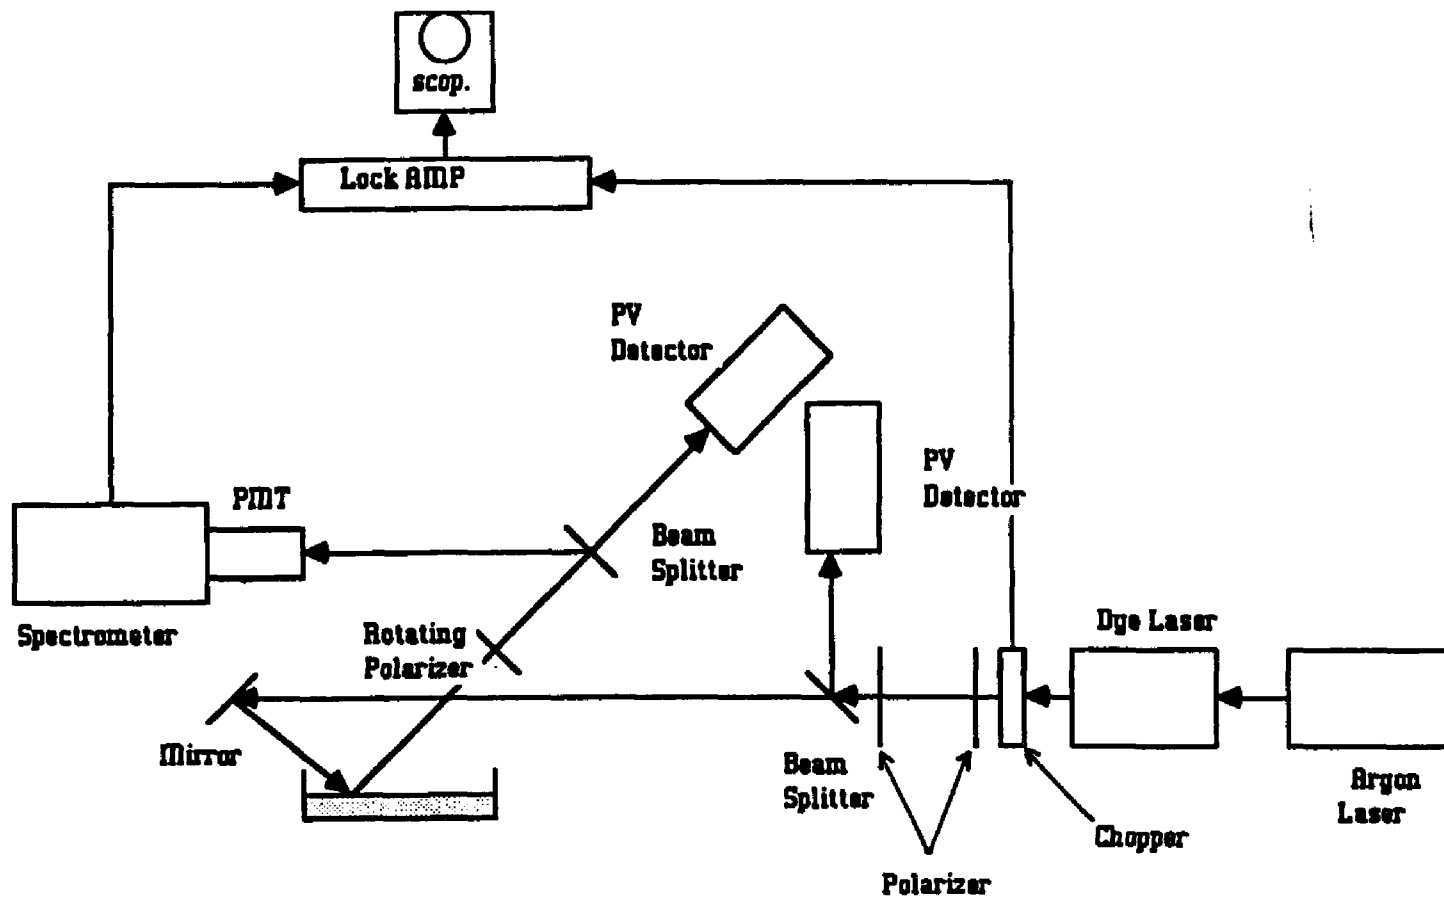 scop.
Lock AMP
PV
Detector
PV
Detector
PMT
Beam
Splitter
Spectrometer
Rotating
Polarizer
Dye Laser
Mirror
Beam
Splitter
Argon
Laser
Chopper
Polarizer